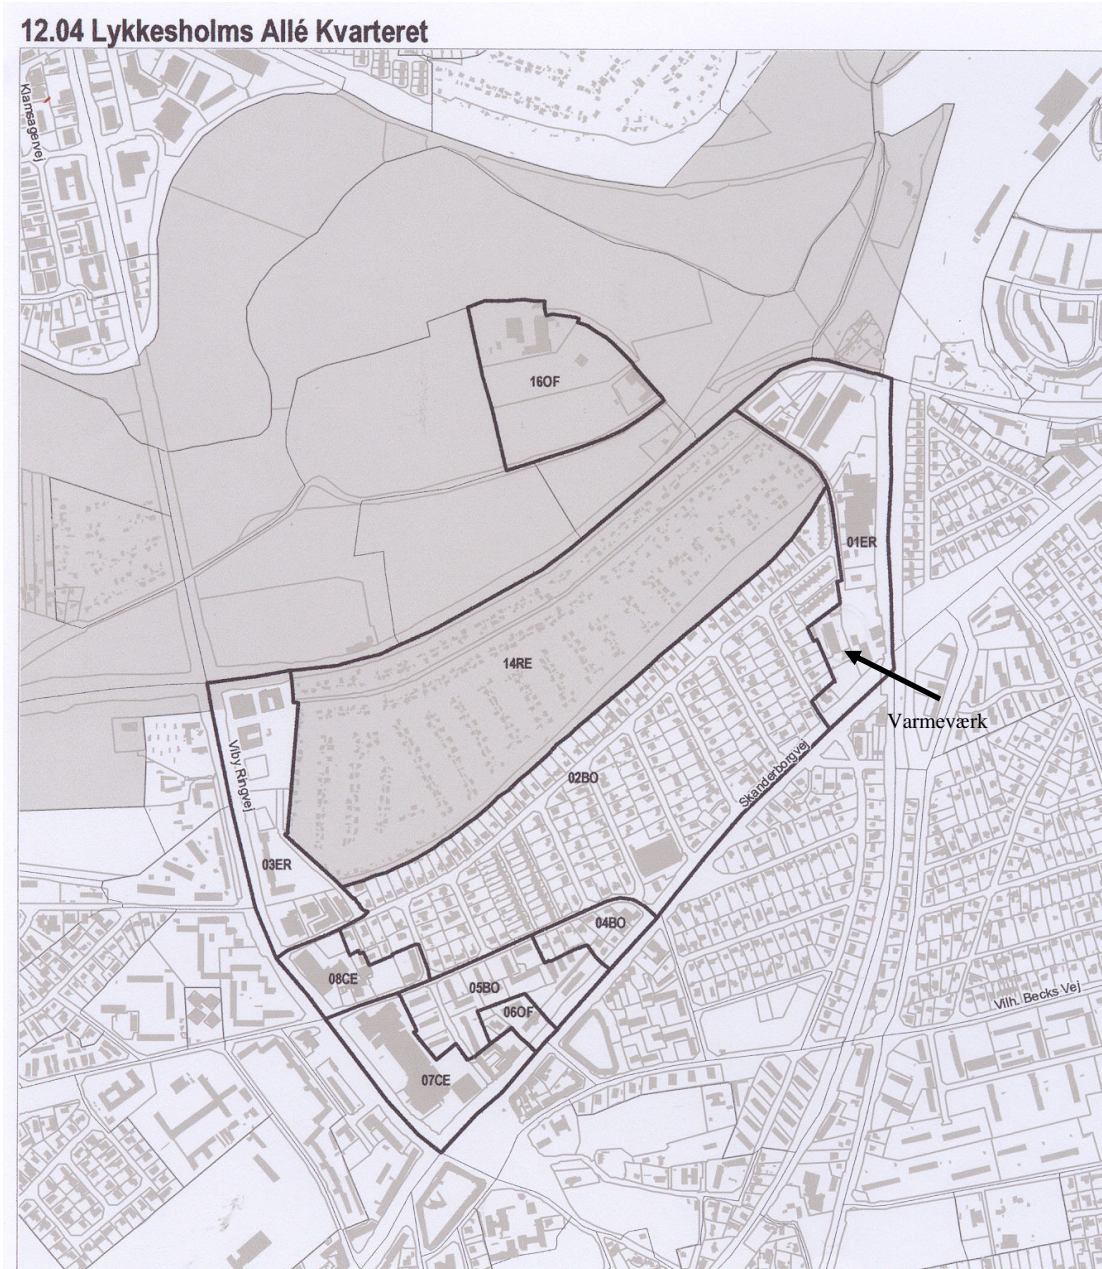 12.04 Lykkesholms Allé Kvarteret
Klamsagervej
16OF
01ER
14RE
Varmeværk
Viby Ringvej
02BO
Skanderborgvej
03ER
04BO
08CE
05BO
06OF
Vilh. Becks Vej
07CE